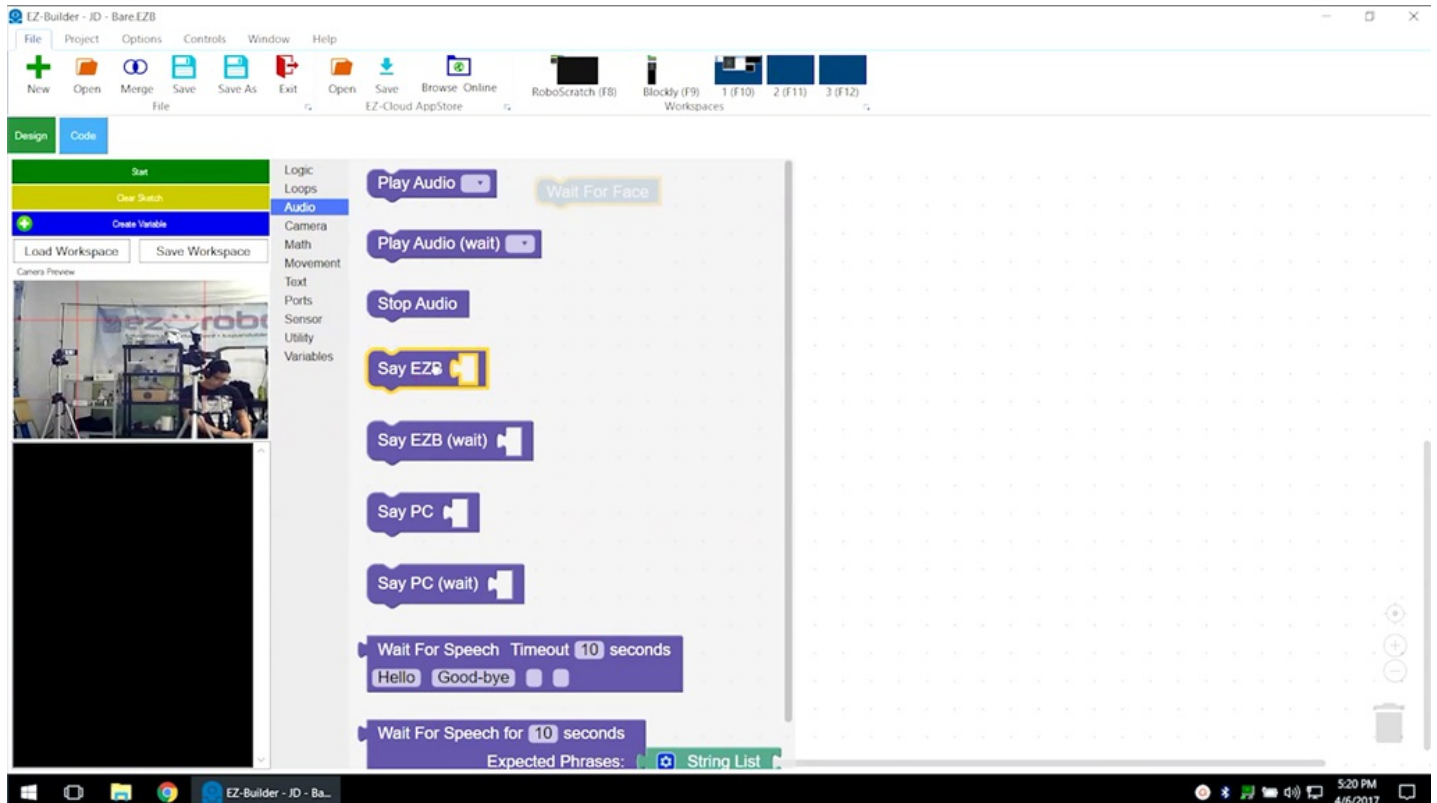 EZ-Builder - JD - Bare.EZB
File Project Options Controls Window Help
New Open Merge Save Save As Exit Open Save Browse Online RoboScratch (F8) Blockly (F9) 1 (F10) 2 (F11) 3 (F12)
File EZ-Cloud AppStore Workspaces
Design Code
Start
Clear Sketch
Create Variable
Load Workspace Save Workspace
Camera Preview
ez robo
Logic
Loops
Audio
Camera
Math
Movement
Text
Ports
Sensor
Utility
Variables
Play Audio
Wait For Face
Play Audio (wait)
Stop Audio
Say EZB
Say EZB (wait)
Say PC
Say PC (wait)
Wait For Speech Timeout 10 seconds
Hello Good-bye
Wait For Speech for 10 seconds
Expected Phrases: String List
EZ-Builder - JD - Ba...
5:20 PM
4/6/2017